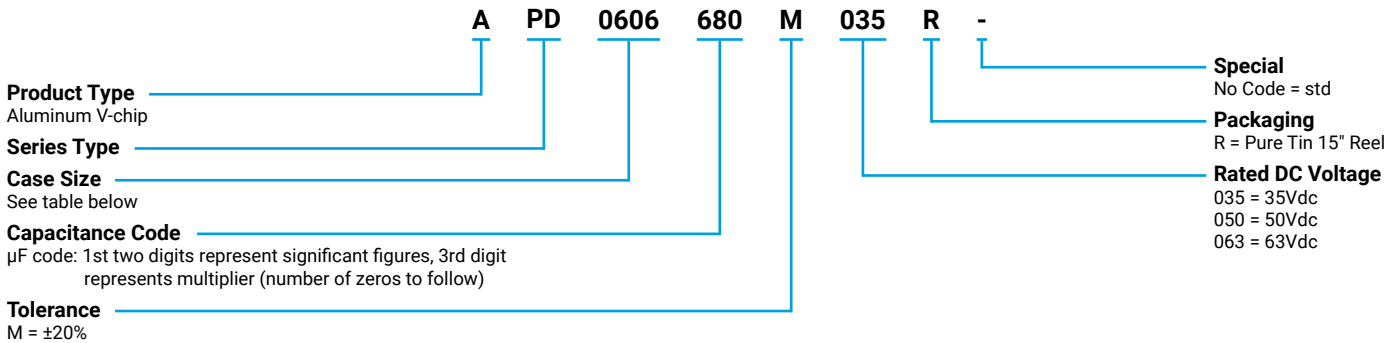 A PD 0606 680 M 035 R -
Product Type
Aluminum V-chip
Series Type
Case Size
See table below
Capacitance Code
µF code: 1st two digits represent significant figures, 3rd digit
represents multiplier (number of zeros to follow)
Tolerance
M = ±20%
Special
No Code = std
Packaging
R = Pure Tin 15" Reel
Rated DC Voltage
035 = 35Vdc
050 = 50Vdc
063 = 63Vdc